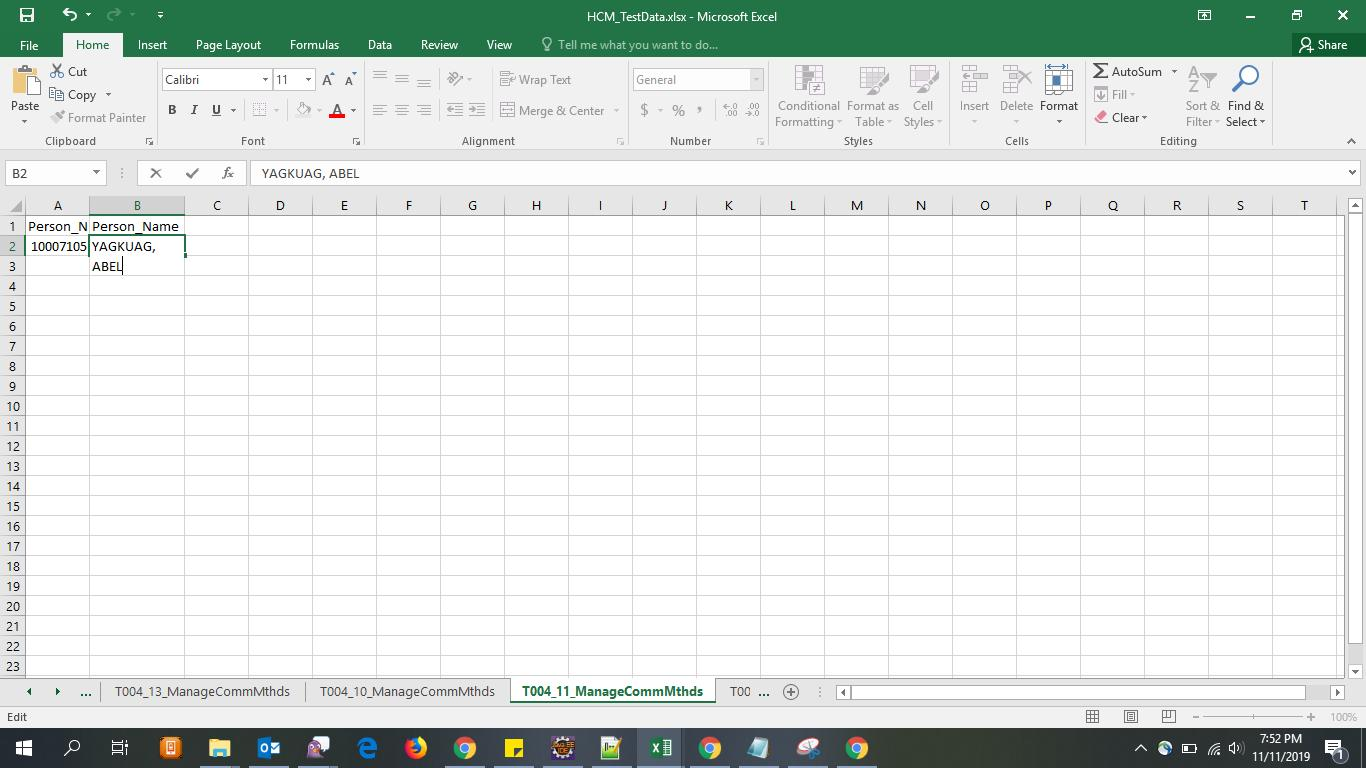 HCM_TestData.xlsx - Microsoft Excel
File Home Insert Page Layout Formulas Data Review View Tell me what you want to do... Share
Paste
Cut
Copy
Format Painter
Clipboard
Calibri 11
B I U A
Font
Wrap Text
Merge & Center
Alignment
General
$ % , .00 .0
Number
Conditional Formatting
Format as Table
Cell Styles
Styles
Insert Delete Format
Cells
AutoSum
Fill
Clear
Sort & Filter
Find & Select
Editing
B2 fx YAGKUAG, ABEL
A B C D E F G H I J K L M N O P Q R S T
1 Person_N Person_Name
2 10007105 YAGKUAG,
3 ABEL
4
5
6
7
8
9
10
11
12
13
14
15
16
17
18
19
20
21
22
23
... T004_13_ManageCommMthds T004_10_ManageCommMthds T004_11_ManageCommMthds T00 ...
Edit 100%
7:52 PM
11/11/2019
1